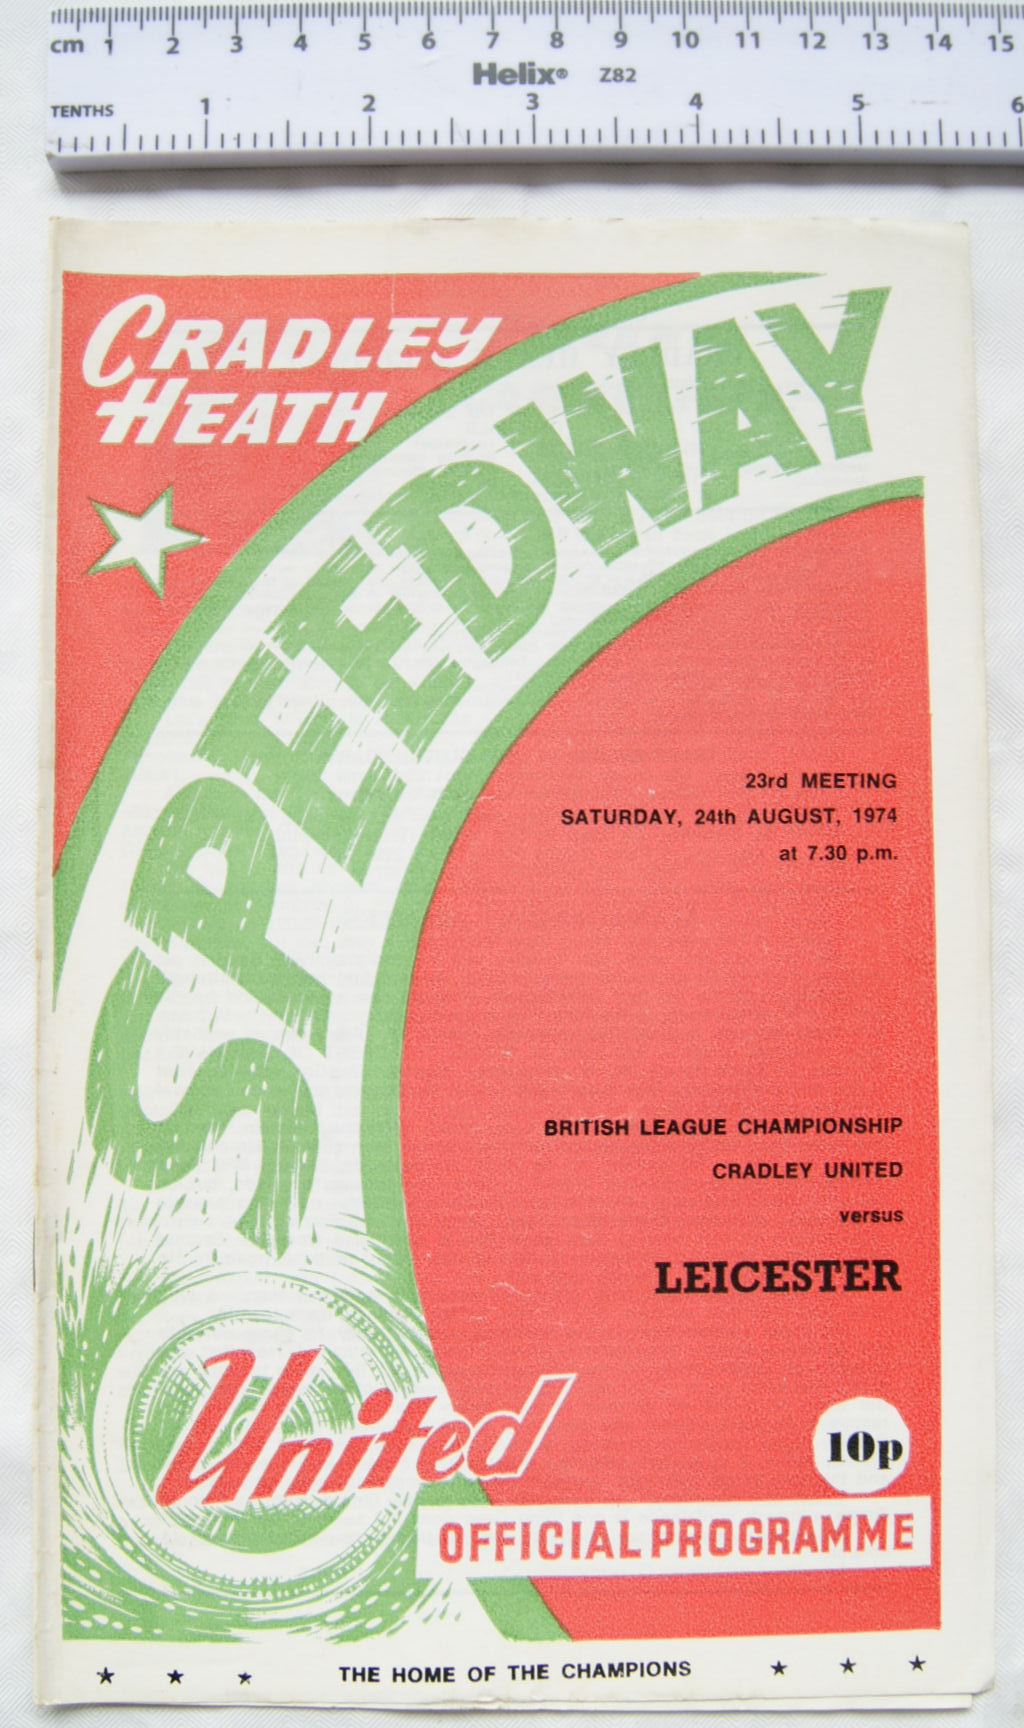 cm 1 2 3 4 5 6 7 8 9 10 11 12 13 14 15
Helix® Z82
TENTHS 1 2 3 4 5 6
CRADLEY
HEATH
SPEEDWAY
23rd MEETING
SATURDAY, 24th AUGUST, 1974
at 7.30 p.m.
BRITISH LEAGUE CHAMPIONSHIP
CRADLEY UNITED
versus
LEICESTER
United
10p
OFFICIAL PROGRAMME
THE HOME OF THE CHAMPIONS